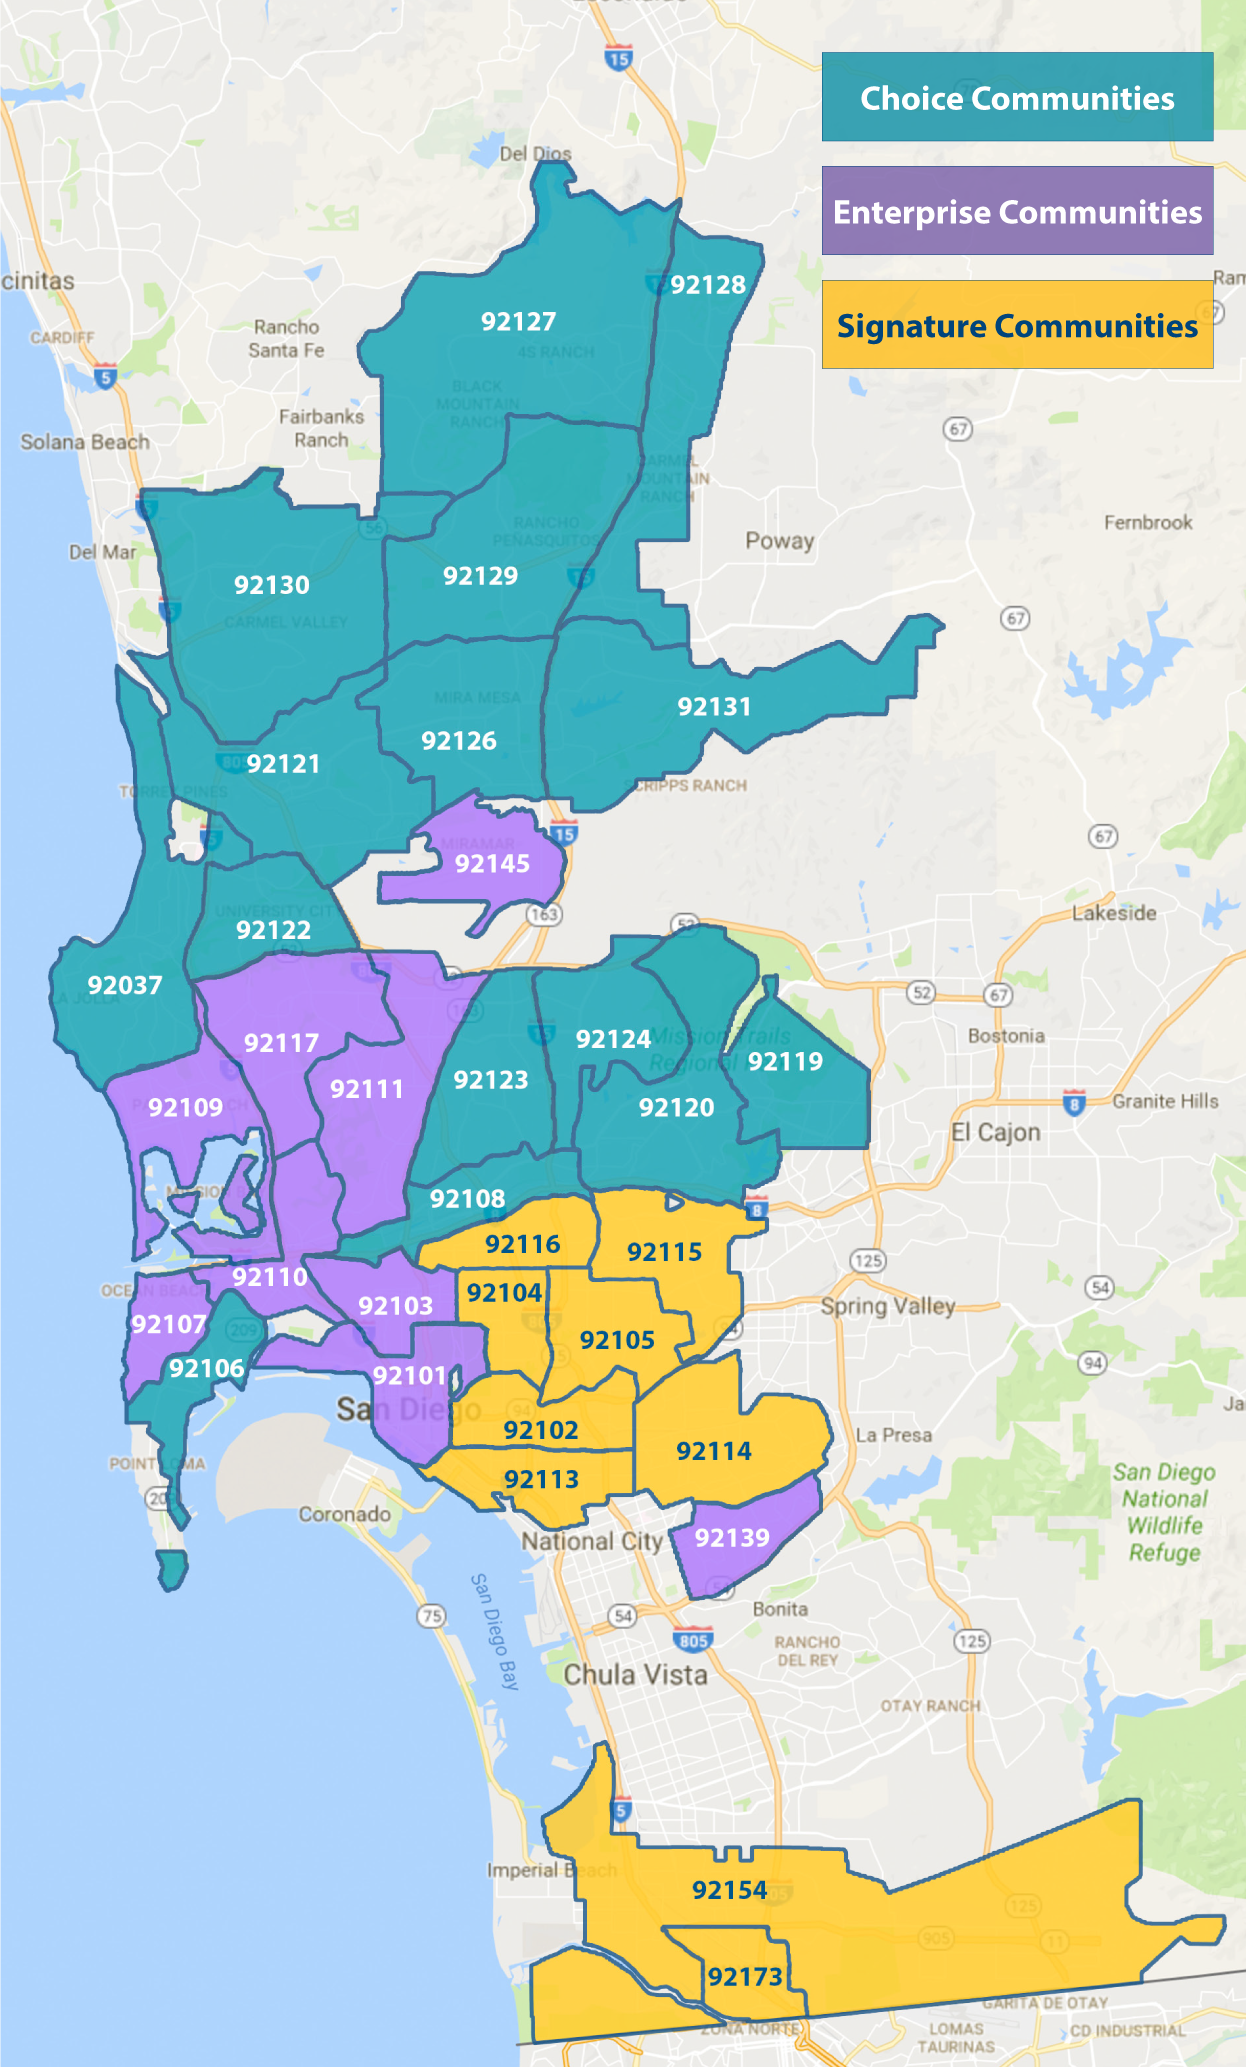 15
Choice Communities
Del Dios
Enterprise Communities
cinitas
92128
Ram
67
92127
Signature Communities
CARDIFF
Rancho
Santa Fe
4S RANCH
5
BLACK
MOUNTAIN
RANCH
Fairbanks
Ranch
Solana Beach
67
CARMEL
MOUNTAIN
RANCH
56
RANCHO
PEÑASQUITOS
Fernbrook
Del Mar
Poway
92130
92129
CARMEL VALLEY
67
MIRA MESA
92131
92126
805
92121
TORREY PINES
SCRIPPS RANCH
5
15
67
MIRAMAR
92145
163
Lakeside
UNIVERSITY CIT
92122
52
92037
LA JOLLA
52
67
163
15
92117
92124
Mission Trails
Regional
Bostonia
92119
92123
92111
92109
92120
8
Granite Hills
El Cajon
MISSION
92108
8
92116
92115
125
92110
OCEAN BEACH
54
92104
92103
Spring Valley
92107
209
92105
94
92106
92101
San Diego
94
92102
La Presa
92114
POINT LOMA
92113
San Diego
National
Wildlife
Refuge
Coronado
National City
92139
54
San Diego Bay
75
54
Bonita
805
RANCHO
DEL REY
125
Chula Vista
OTAY RANCH
5
Imperial Beach
92154
125
905
11
92173
GARITA DE OTAY
ZONA NORTE
LOMAS
TAURINAS
CD INDUSTRIAL